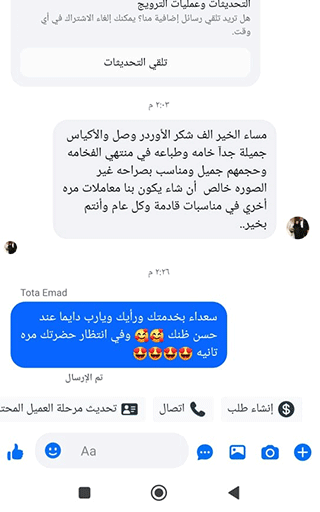 التحديثات وعمليات الترويج
هل تريد تلقي رسائل إضافية منا؟ يمكنك إلغاء الاشتراك في أي
وقت.
تلقي التحديثات
٢:٠٣ م
مساء الخير الف شكر الأوردر وصل والأكياس
جميلة جداً خامه وطباعه في منتهي الفخامه
وحجمهم جميل ومناسب بصراحه غير
الصوره خالص أن شاء يكون بنا معاملات مره
أخري في مناسبات قادمة وكل عام وأنتم
بخير..
٢:٢٦ م
Tota Emad
سعداء بخدمتك ورأيك ويارب دايما عند
حسن ظنك 🥰🥰 وفي انتظار حضرتك مره
تانيه 🤩🤩🤩🤩
تم الإرسال
إنشاء طلب
اتصال
تحديث مرحلة العميل المحت
Aa